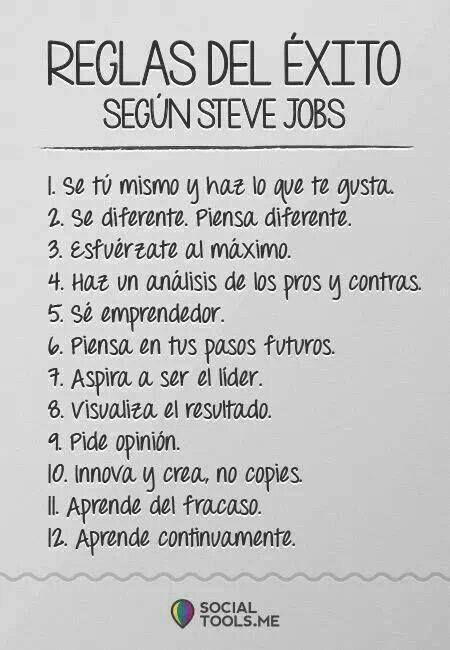 REGLAS DEL ÉXITO
SEGÚN STEVE JOBS
1. Se tú mismo y haz lo que te gusta.
2. Se diferente. Piensa diferente.
3. Esfuérzate al máximo.
4. Haz un análisis de los pros y contras.
5. Sé emprendedor.
6. Piensa en tus pasos futuros.
7. Aspira a ser el líder.
8. Visualiza el resultado.
9. Pide opinión.
10. Innova y crea, no copies.
11. Aprende del fracaso.
12. Aprende continuamente.
SOCIAL
TOOLS.ME